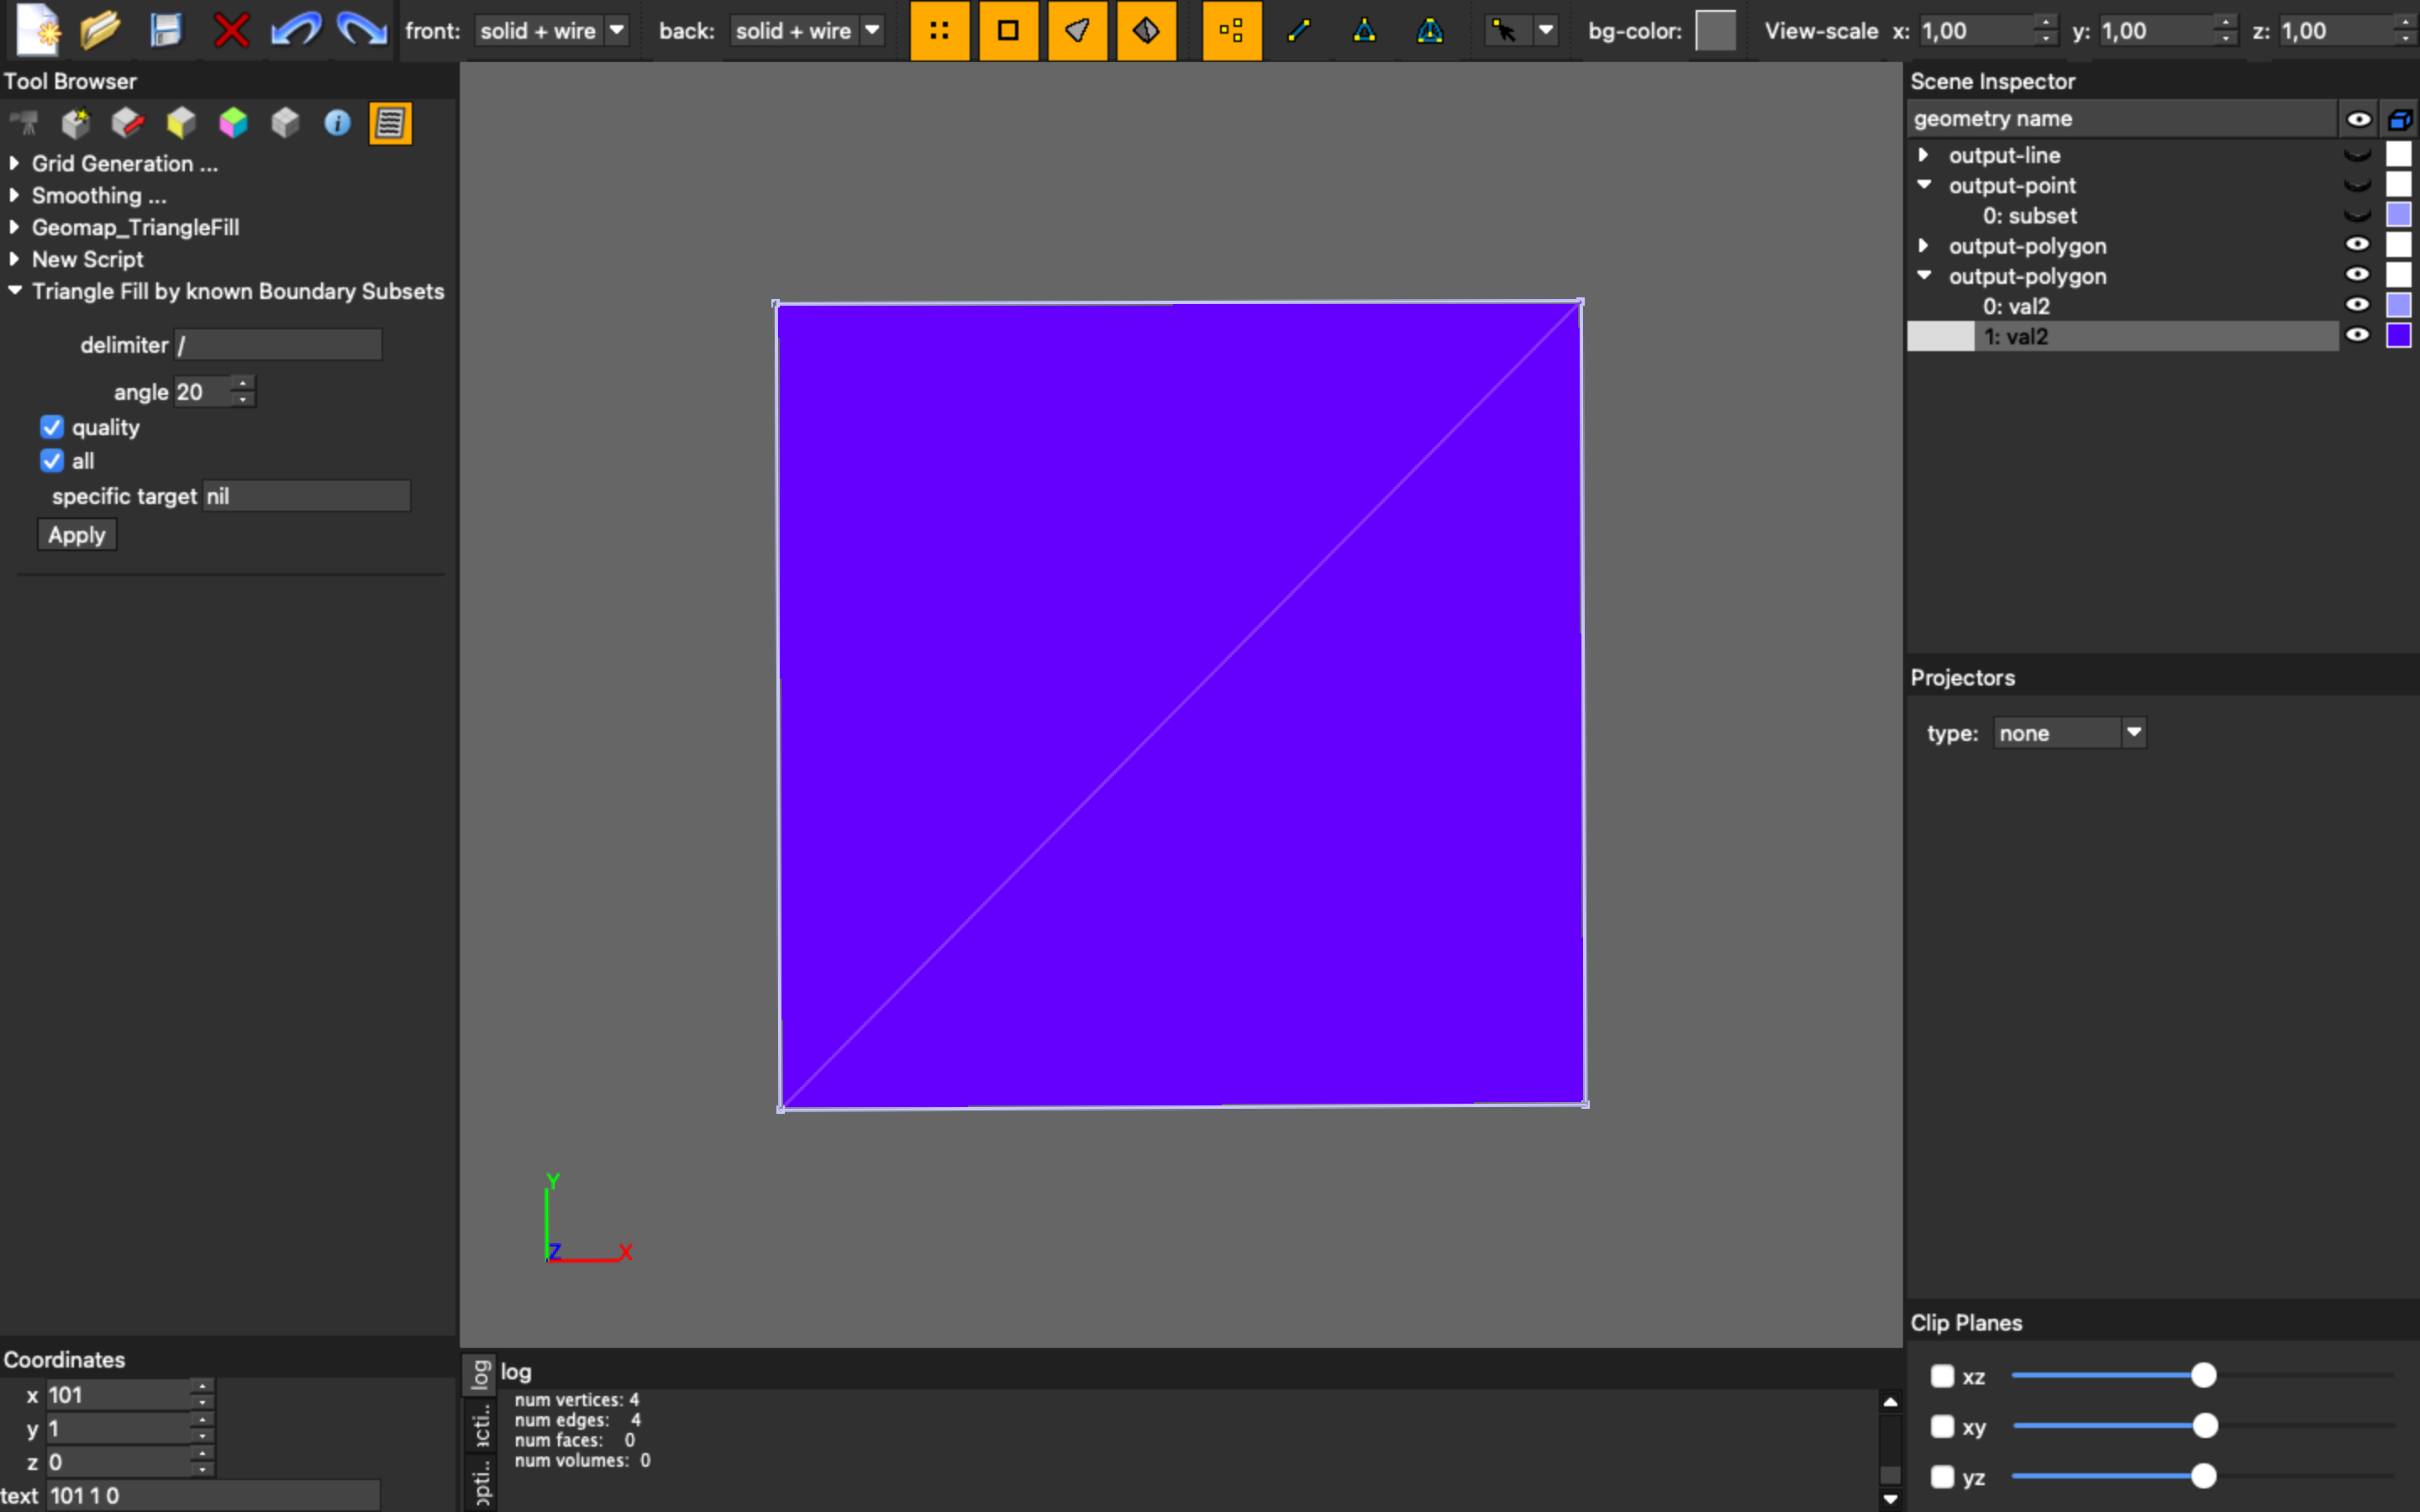 front: solid + wire back: solid + wire bg-color: View-scale x: 1,00 y: 1,00 z: 1,00
Tool Browser
Grid Generation ...
Smoothing ...
Geomap_TriangleFill
New Script
Triangle Fill by known Boundary Subsets
delimiter /
angle 20
quality
all
specific target nil
Apply
Coordinates
x 101
y 1
z 0
text 101 1 0
Y
Z
X
log
log
acti..
opti..
num vertices: 4
num edges: 4
num faces: 0
num volumes: 0
Scene Inspector
geometry name
output-line
output-point
0: subset
output-polygon
output-polygon
0: val2
1: val2
Projectors
type: none
Clip Planes
xz
xy
yz